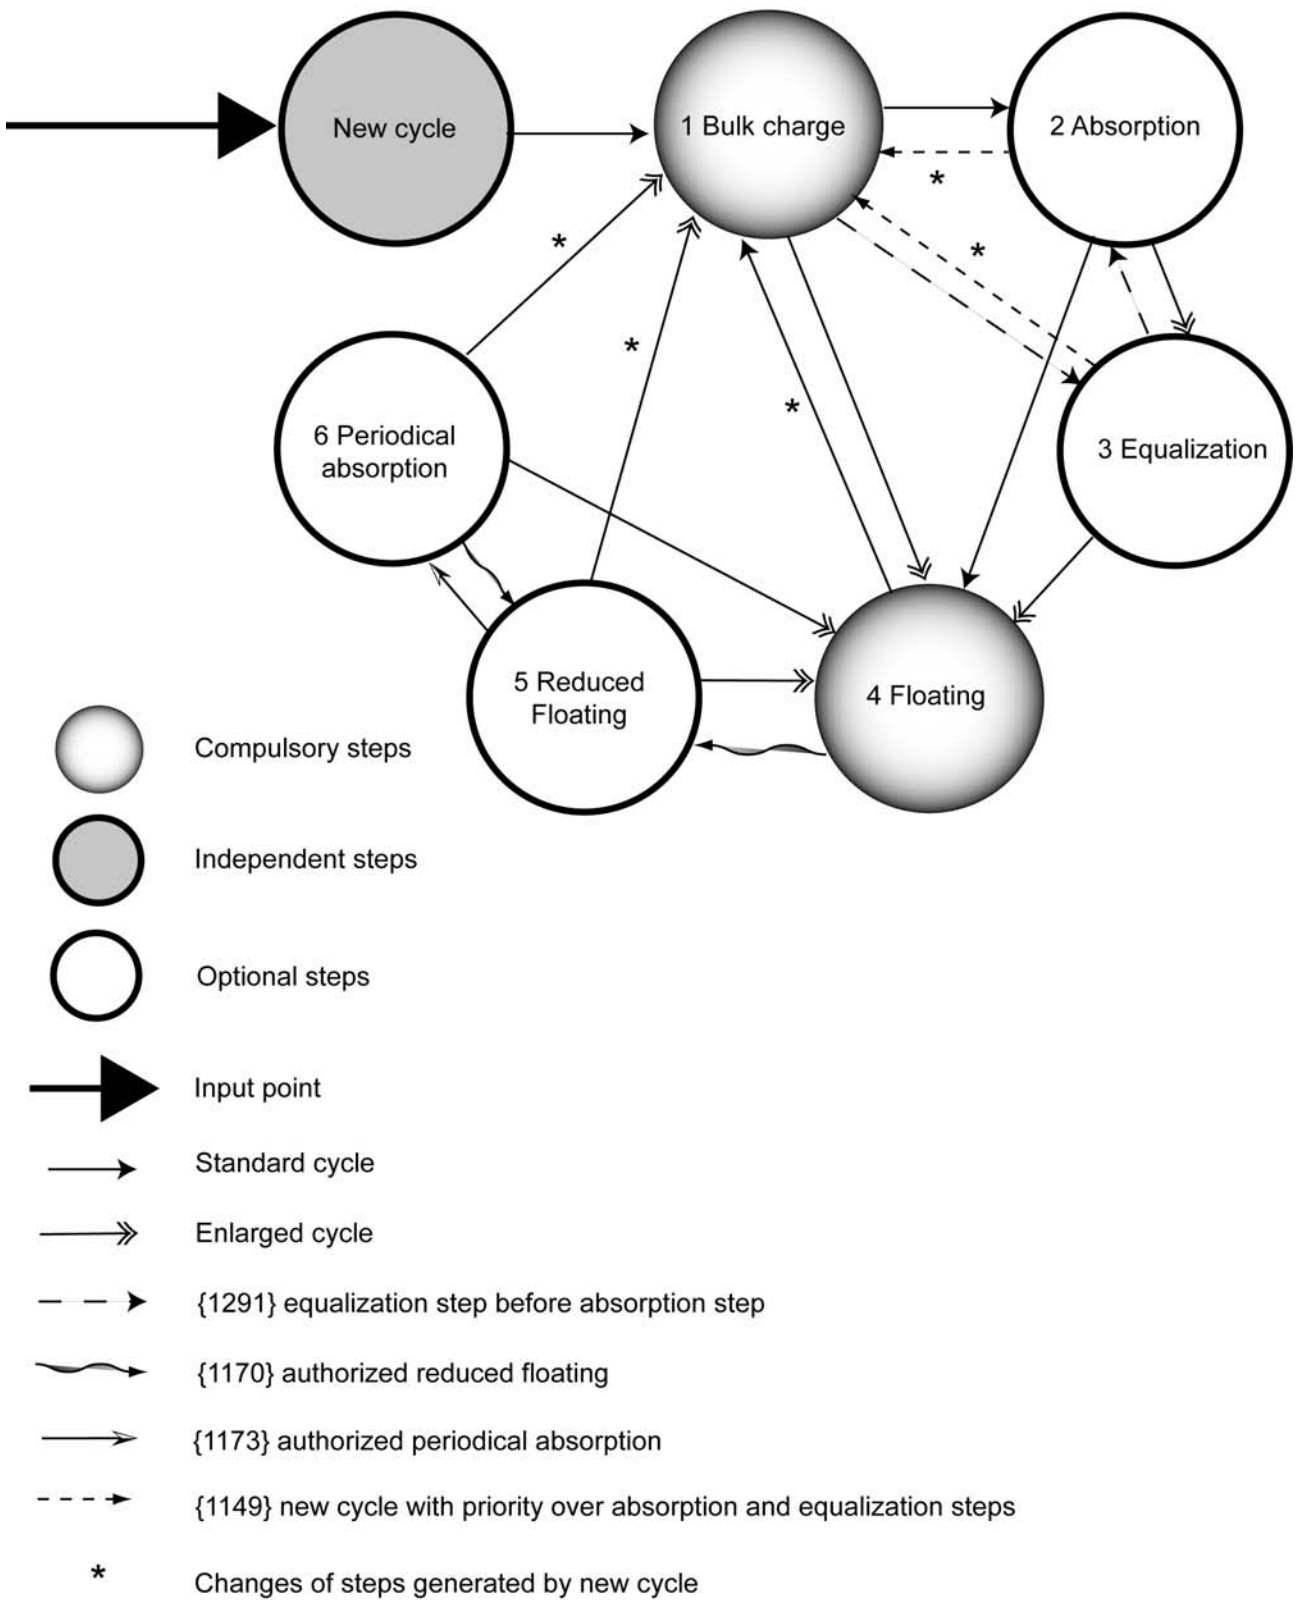 New cycle
1 Bulk charge
2 Absorption
*
*
*
*
*
6 Periodical
absorption
3 Equalization
5 Reduced
Floating
4 Floating
Compulsory steps
Independent steps
Optional steps
Input point
Standard cycle
Enlarged cycle
{1291} equalization step before absorption step
{1170} authorized reduced floating
{1173} authorized periodical absorption
{1149} new cycle with priority over absorption and equalization steps
* Changes of steps generated by new cycle